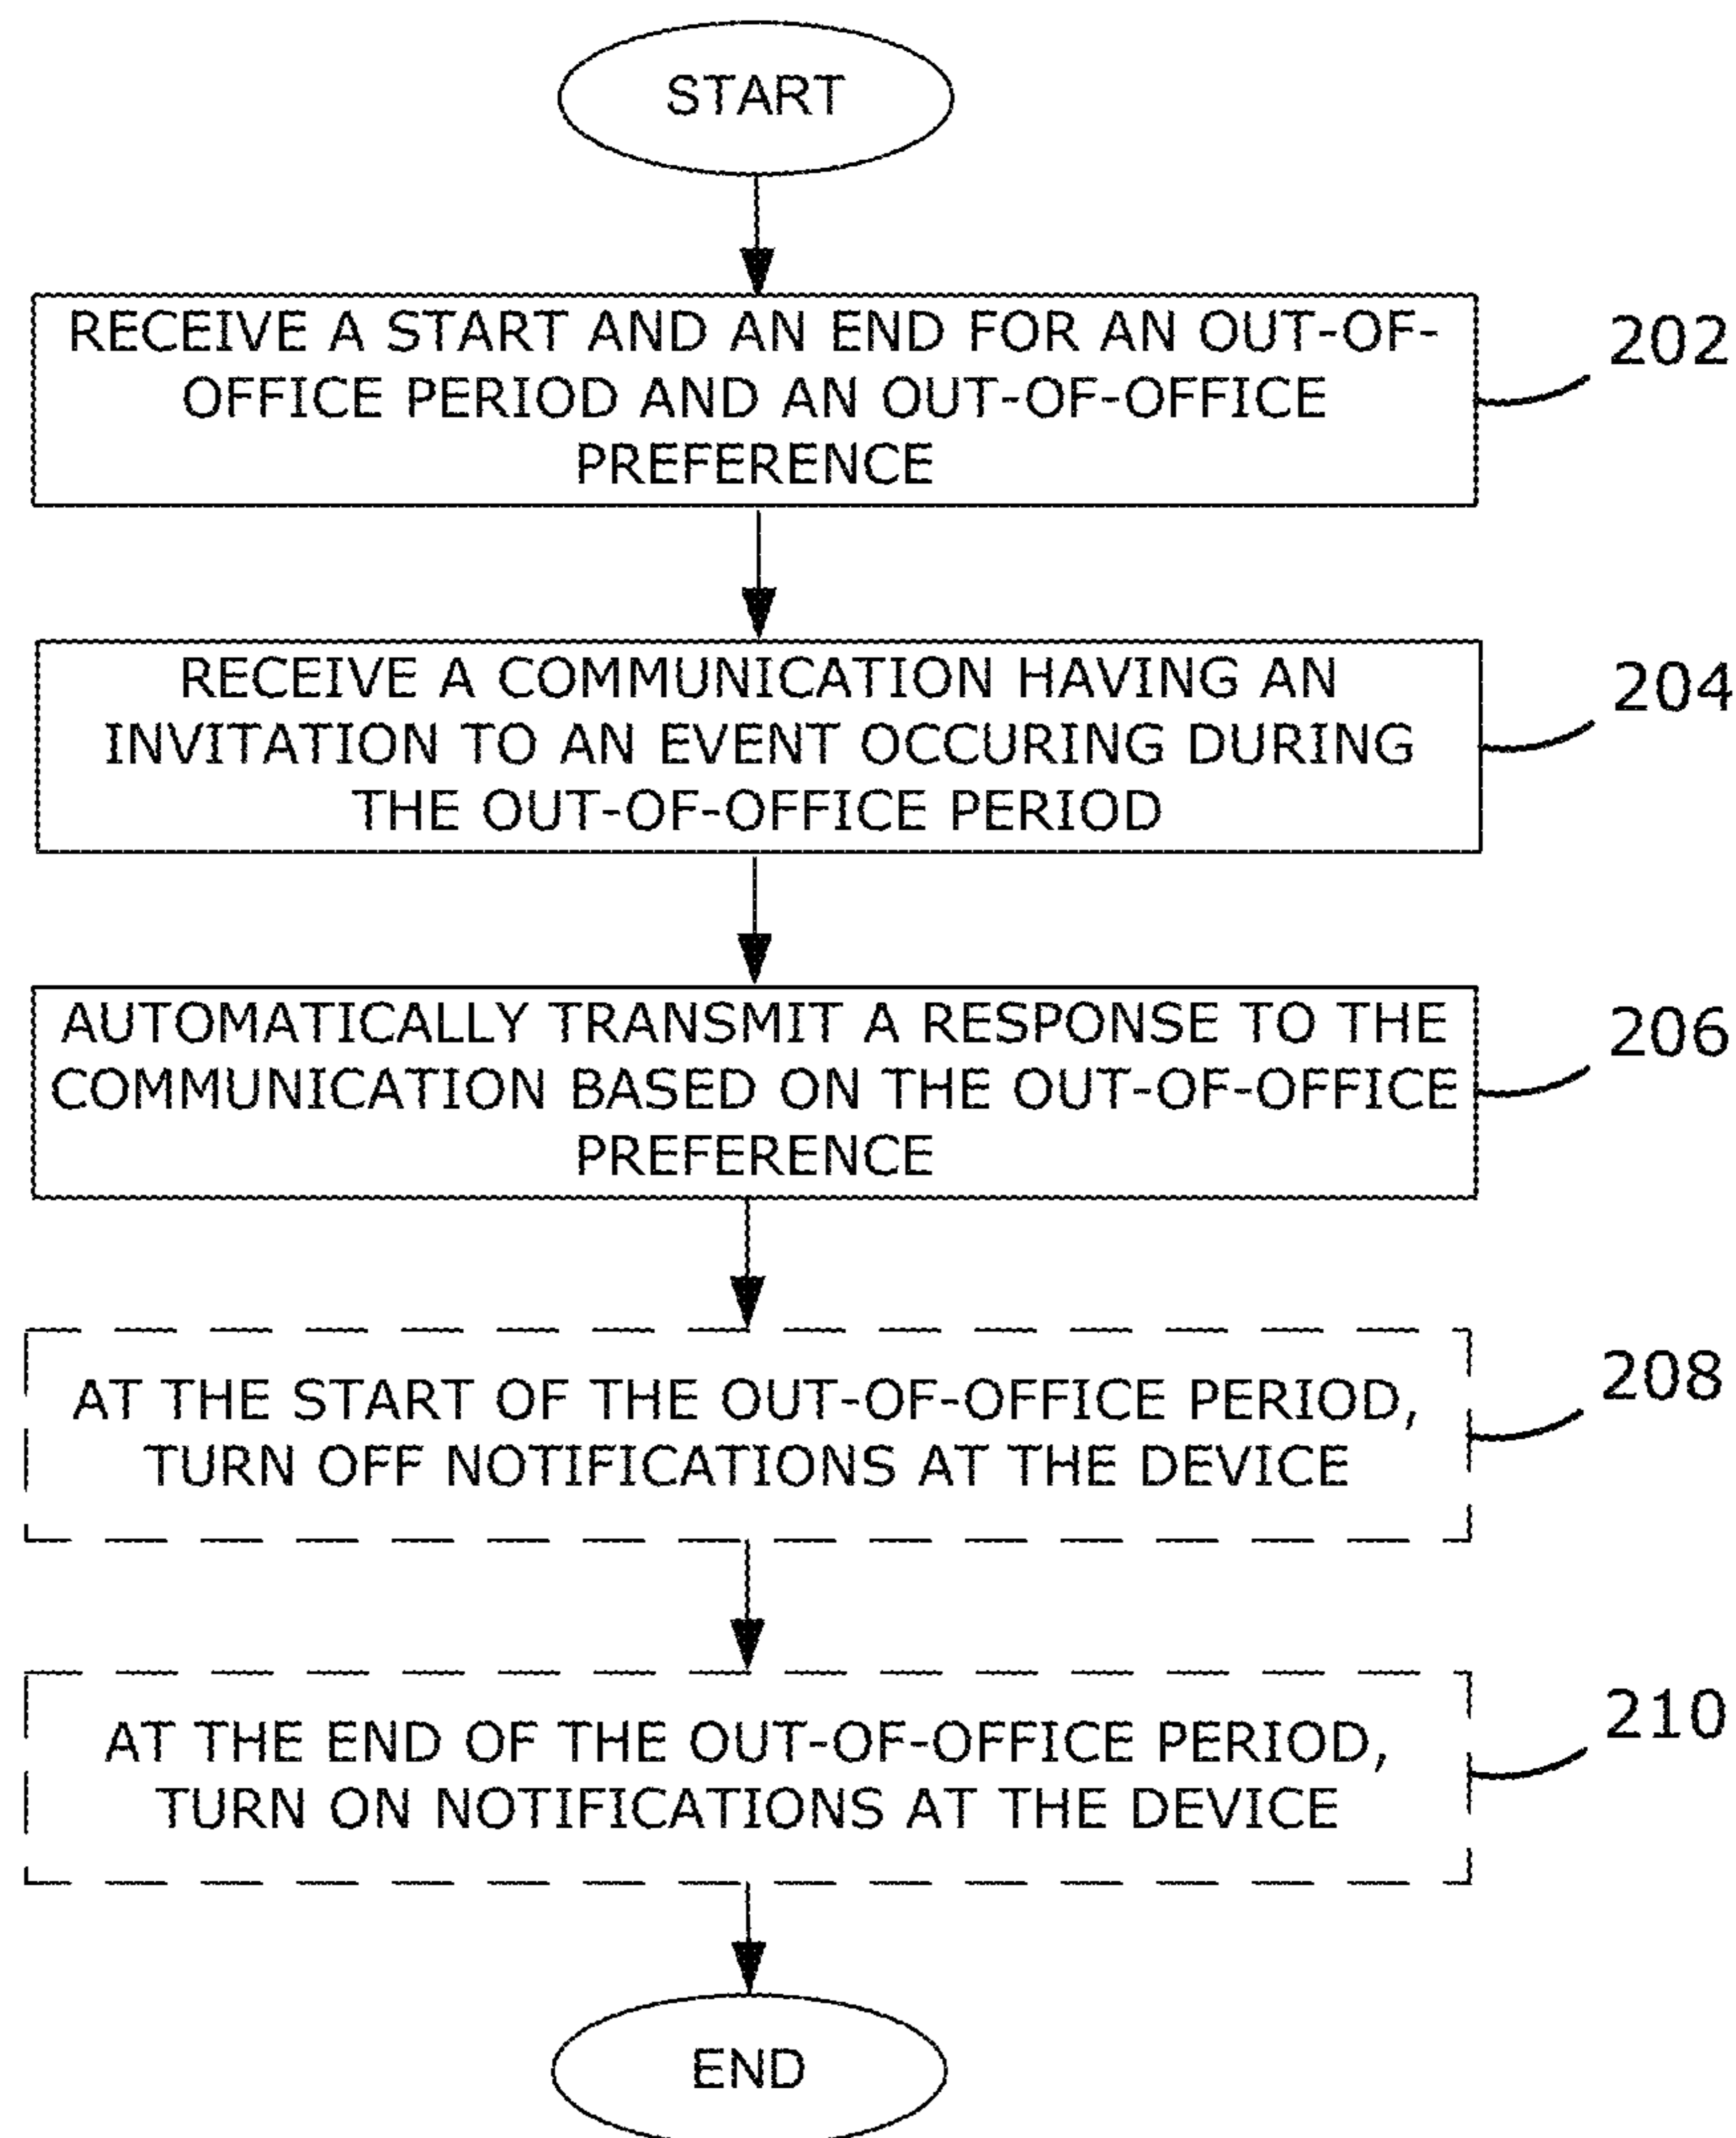 START
RECEIVE A START AND AN END FOR AN OUT-OF-
OFFICE PERIOD AND AN OUT-OF-OFFICE
PREFERENCE
202
RECEIVE A COMMUNICATION HAVING AN
INVITATION TO AN EVENT OCCURING DURING
THE OUT-OF-OFFICE PERIOD
204
AUTOMATICALLY TRANSMIT A RESPONSE TO THE
COMMUNICATION BASED ON THE OUT-OF-OFFICE
PREFERENCE
206
AT THE START OF THE OUT-OF-OFFICE PERIOD,
TURN OFF NOTIFICATIONS AT THE DEVICE
208
AT THE END OF THE OUT-OF-OFFICE PERIOD,
TURN ON NOTIFICATIONS AT THE DEVICE
210
END